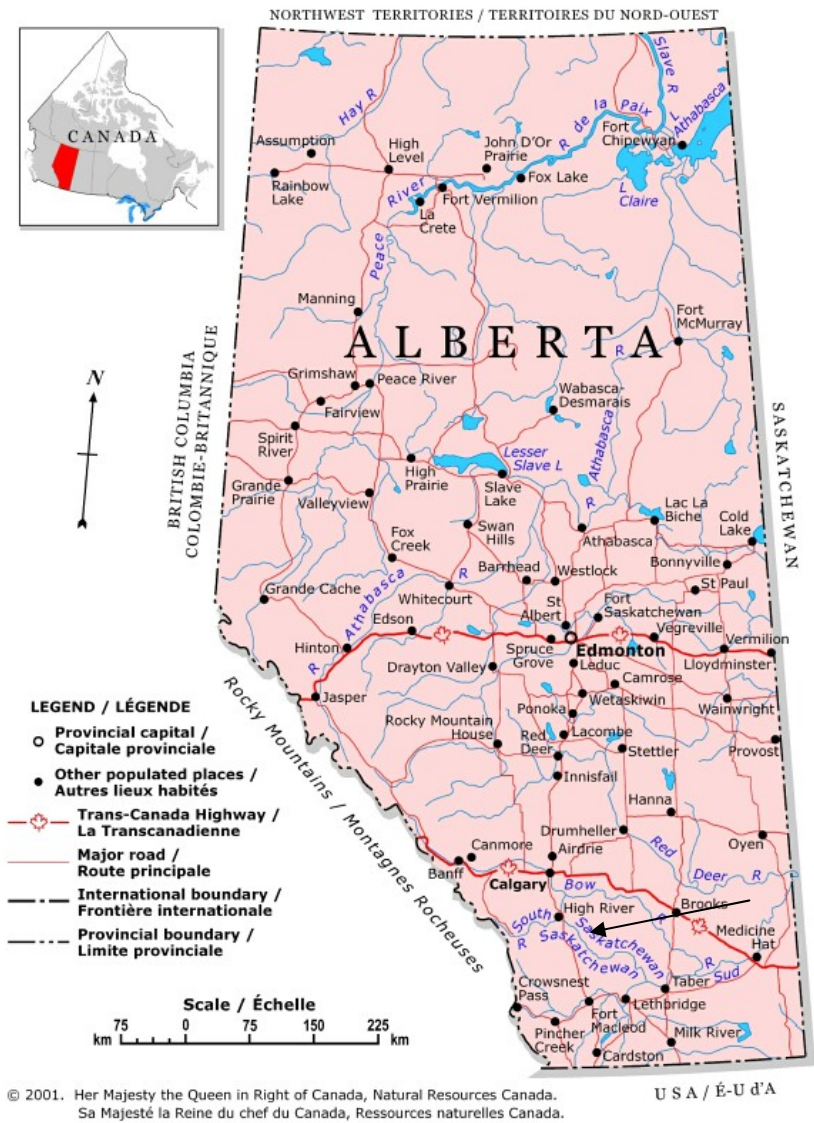 NORTHWEST TERRITORIES / TERRITOIRES DU NORD-OUEST
CANADA
Slave R
Hay R
R de la Paix
L Athabasca
Assumption
High
Level
John D'Or
Prairie
Fort
Chipewyan
Rainbow
Lake
Fox Lake
Peace River
Fort Vermilion
La
Crete
L
Claire
Manning
Fort
McMurray
ALBERTA
BRITISH COLUMBIA
COLOMBIE-BRITANNIQUE
N
Grimshaw
Peace River
Fairview
Wabasca-
Desmarais
Athabasca R
SASKATCHEWAN
Spirit
River
High
Prairie
Lesser
Slave L
Slave
Lake
R
Grande
Prairie
Valleyview
Lac La
Biche
Cold
Lake
Fox
Creek
Swan
Hills
Athabasca
Bonnyville
Barrhead
Westlock
St Paul
Grande Cache
R Athabasca R
Whitecourt
St
Albert
Fort
Saskatchewan
Edson
Vegreville
Vermilion
Hinton
Spruce
Grove
Edmonton
Lloydminster
Drayton Valley
Leduc
Jasper
Camrose
Wetaskiwin
Wainwright
Ponoka
Rocky Mountain
House
Red
Deer
Lacombe
Stettler
Provost
Innisfail
Rocky Mountains / Montagnes Rocheuses
Hanna
Drumheller
Oyen
Canmore
Airdrie
Red Deer R
Banff
Calgary
Bow R
High River
Brooks
South Saskatchewan R
R Saskatchewan Sud
Medicine
Hat
Crowsnest
Pass
Taber
Lethbridge
Fort
Macleod
Pincher
Creek
Milk River
Cardston
USA / É-U d'A
LEGEND / LÉGENDE
Provincial capital /
Capitale provinciale
Other populated places /
Autres lieux habités
Trans-Canada Highway /
La Transcanadienne
Major road /
Route principale
International boundary /
Frontière internationale
Provincial boundary /
Limite provinciale
Scale / Échelle
km 75 0 75 150 225 km
© 2001. Her Majesty the Queen in Right of Canada, Natural Resources Canada.
Sa Majesté la Reine du chef du Canada, Ressources naturelles Canada.